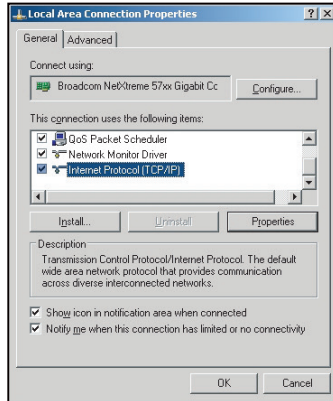 Local Area Connection Properties
General Advanced
Connect using:
Broadcom NetXtreme 57xx Gigabit Cc Configure...
This connection uses the following items:
QoS Packet Scheduler
Network Monitor Driver
Internet Protocol (TCP/IP)
Install... Uninstall Properties
Description
Transmission Control Protocol/Internet Protocol. The default
wide area network protocol that provides communication
across diverse interconnected networks.
Show icon in notification area when connected
Notify me when this connection has limited or no connectivity
OK Cancel